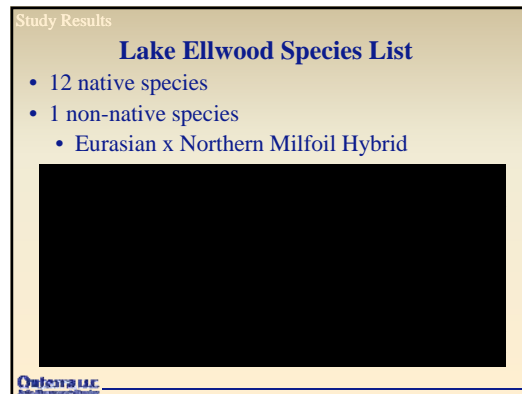 Study Results
Lake Ellwood Species List
• 12 native species
• 1 non-native species
• Eurasian x Northern Milfoil Hybrid